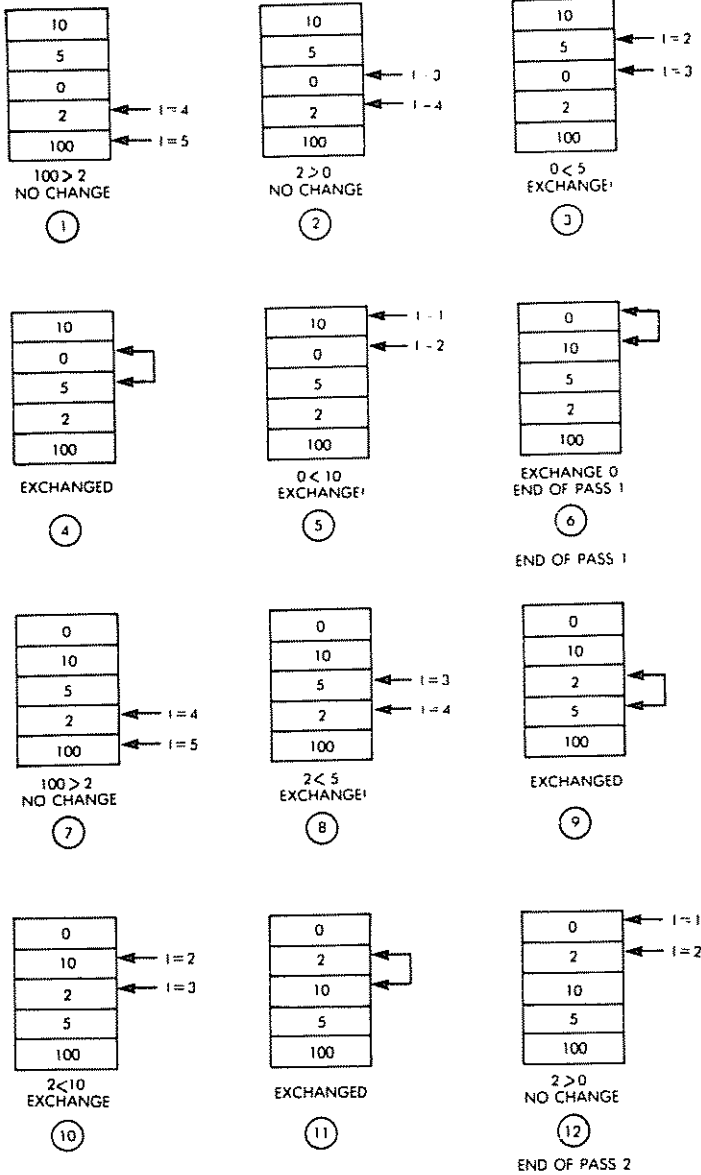 10
5
0
2
100
I=4
I=5
100>2
NO CHANGE
1
10
5
0
2
100
I-3
I-4
2>0
NO CHANGE
2
10
5
0
2
100
I=2
I=3
0<5
EXCHANGE!
3
10
0
5
2
100
EXCHANGED
4
10
0
5
2
100
I-1
I-2
0<10
EXCHANGE!
5
0
10
5
2
100
EXCHANGE 0
END OF PASS 1
6
END OF PASS 1
0
10
5
2
100
I=4
I=5
100>2
NO CHANGE
7
0
10
5
2
100
I=3
I=4
2<5
EXCHANGE!
8
0
10
2
5
100
EXCHANGED
9
0
10
2
5
100
I=2
I=3
2<10
EXCHANGE
10
0
2
10
5
100
EXCHANGED
11
0
2
10
5
100
I=1
I=2
2>0
NO CHANGE
12
END OF PASS 2